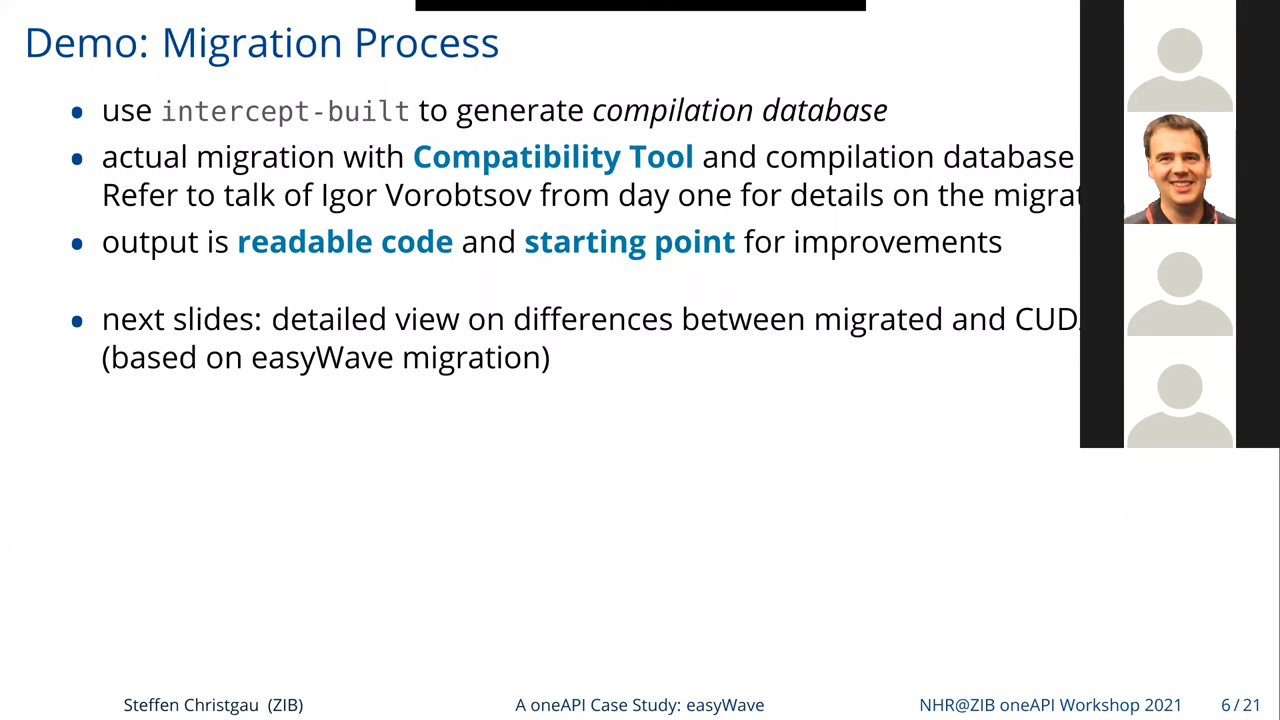 Demo: Migration Process
• use intercept-built to generate compilation database
• actual migration with Compatibility Tool and compilation database
Refer to talk of Igor Vorobtsov from day one for details on the
• output is readable code and starting point for improvements
• next slides: detailed view on differences between migrated and
(based on easyWave migration)
Steffen Christgau (ZIB) A oneAPI Case Study: easyWave NHR@ZIB oneAPI Workshop 2021 6 / 21